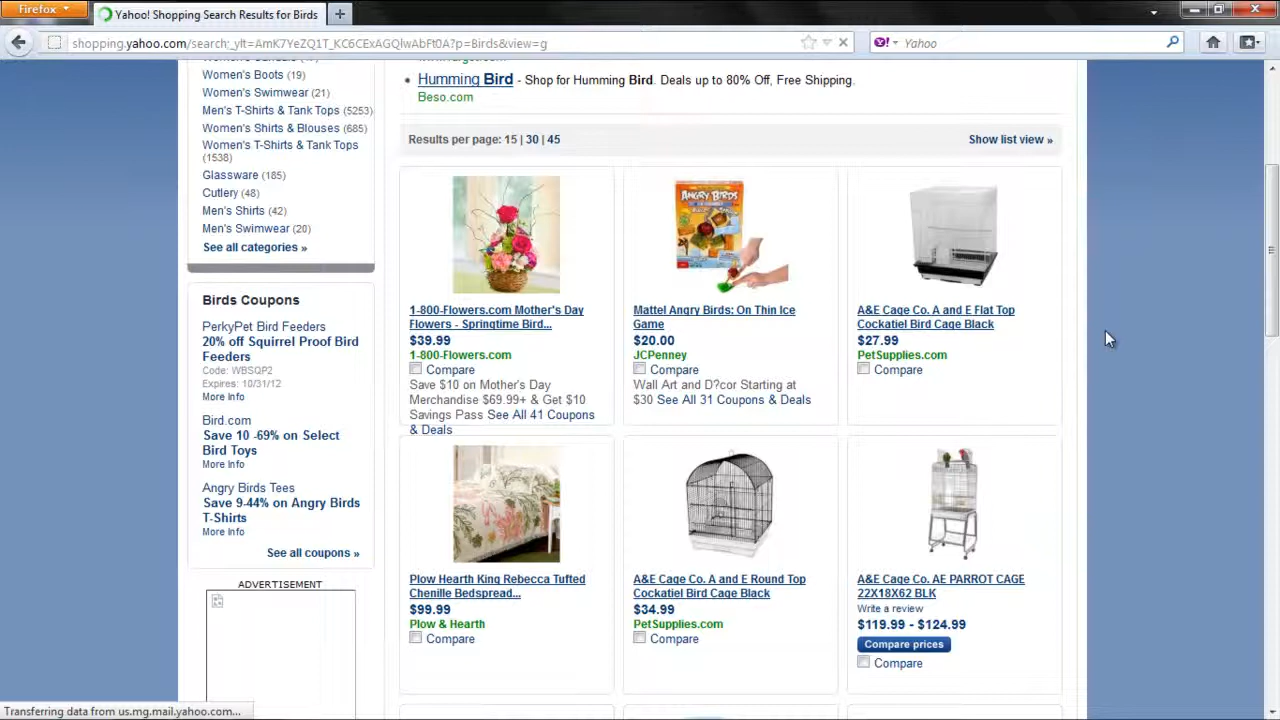 Firefox
Yahoo! Shopping Search Results for Birds
shopping.yahoo.com/search;_ylt=AmK7YeZQ1T_KC6CExAGQlwAbFt0A?p=Birds&view=g
Yahoo
Women's Boots (19)
Women's Swimwear (21)
Men's T-Shirts & Tank Tops (5253)
Women's Shirts & Blouses (685)
Women's T-Shirts & Tank Tops
(1538)
Glassware (185)
Cutlery (48)
Men's Shirts (42)
Men's Swimwear (20)
See all categories »
Birds Coupons
PerkyPet Bird Feeders
20% off Squirrel Proof Bird
Feeders
Code: WBSQP2
Expires: 10/31/12
More Info
Bird.com
Save 10 -69% on Select
Bird Toys
More Info
Angry Birds Tees
Save 9-44% on Angry Birds
T-Shirts
More Info
See all coupons »
ADVERTISEMENT
Humming Bird - Shop for Humming Bird. Deals up to 80% Off, Free Shipping.
Beso.com
Results per page: 15 | 30 | 45
Show list view »
ANGRY BIRDS
1-800-Flowers.com Mother's Day
Flowers - Springtime Bird...
$39.99
1-800-Flowers.com
Compare
Save $10 on Mother's Day
Merchandise $69.99+ & Get $10
Savings Pass See All 41 Coupons
& Deals
Mattel Angry Birds: On Thin Ice
Game
$20.00
JCPenney
Compare
Wall Art and D?cor Starting at
$30 See All 31 Coupons & Deals
A&E Cage Co. A and E Flat Top
Cockatiel Bird Cage Black
$27.99
PetSupplies.com
Compare
Plow Hearth King Rebecca Tufted
Chenille Bedspread...
$99.99
Plow & Hearth
Compare
A&E Cage Co. A and E Round Top
Cockatiel Bird Cage Black
$34.99
PetSupplies.com
Compare
A&E Cage Co. AE PARROT CAGE
22X18X62 BLK
Write a review
$119.99 - $124.99
Compare prices
Compare
Transferring data from us.mg.mail.yahoo.com...